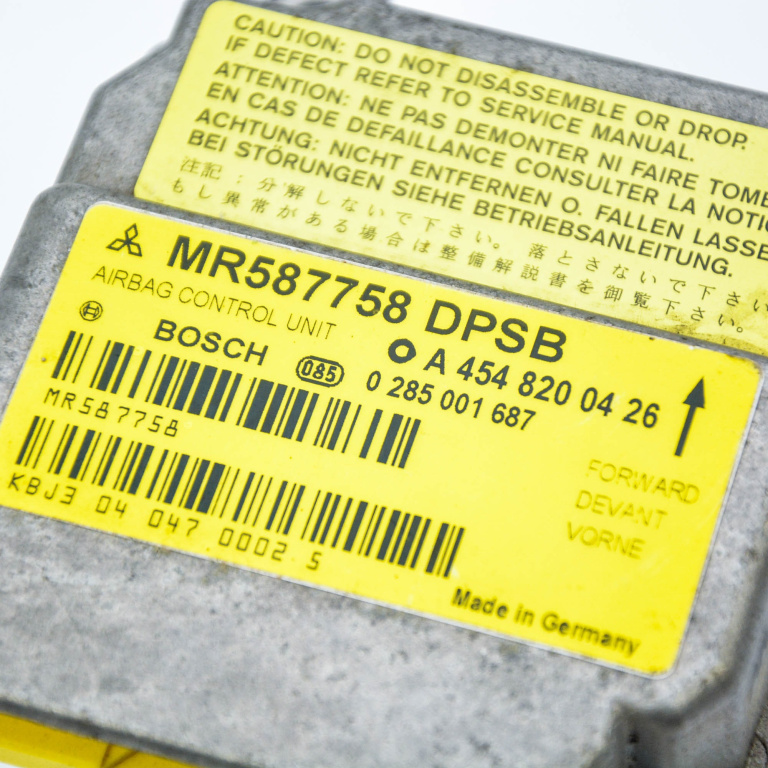 CAUTION: DO NOT DISASSEMBLE OR DROP.
IF DEFECT REFER TO SERVICE MANUAL.
ATTENTION: NE PAS DEMONTER NI FAIRE TOMBE
EN CAS DE DEFAILLANCE CONSULTER LA NOTIC
ACHTUNG: NICHT ENTFERNEN O. FALLEN LASSE
BEI STÖRUNGEN SIEHE BETRIEBSANLEITUNG.
注記:分解しないで下さい。落とさないで下さい
もし異常がある場合は整備解説書を御覧下さい。
MR587758 DPSB
AIRBAG CONTROL UNIT
BOSCH
A 454 820 04 26
085
0 285 001 687
MR587758
KBJ3 04 047 0002 5
FORWARD
DEVANT
VORNE
Made in Germany